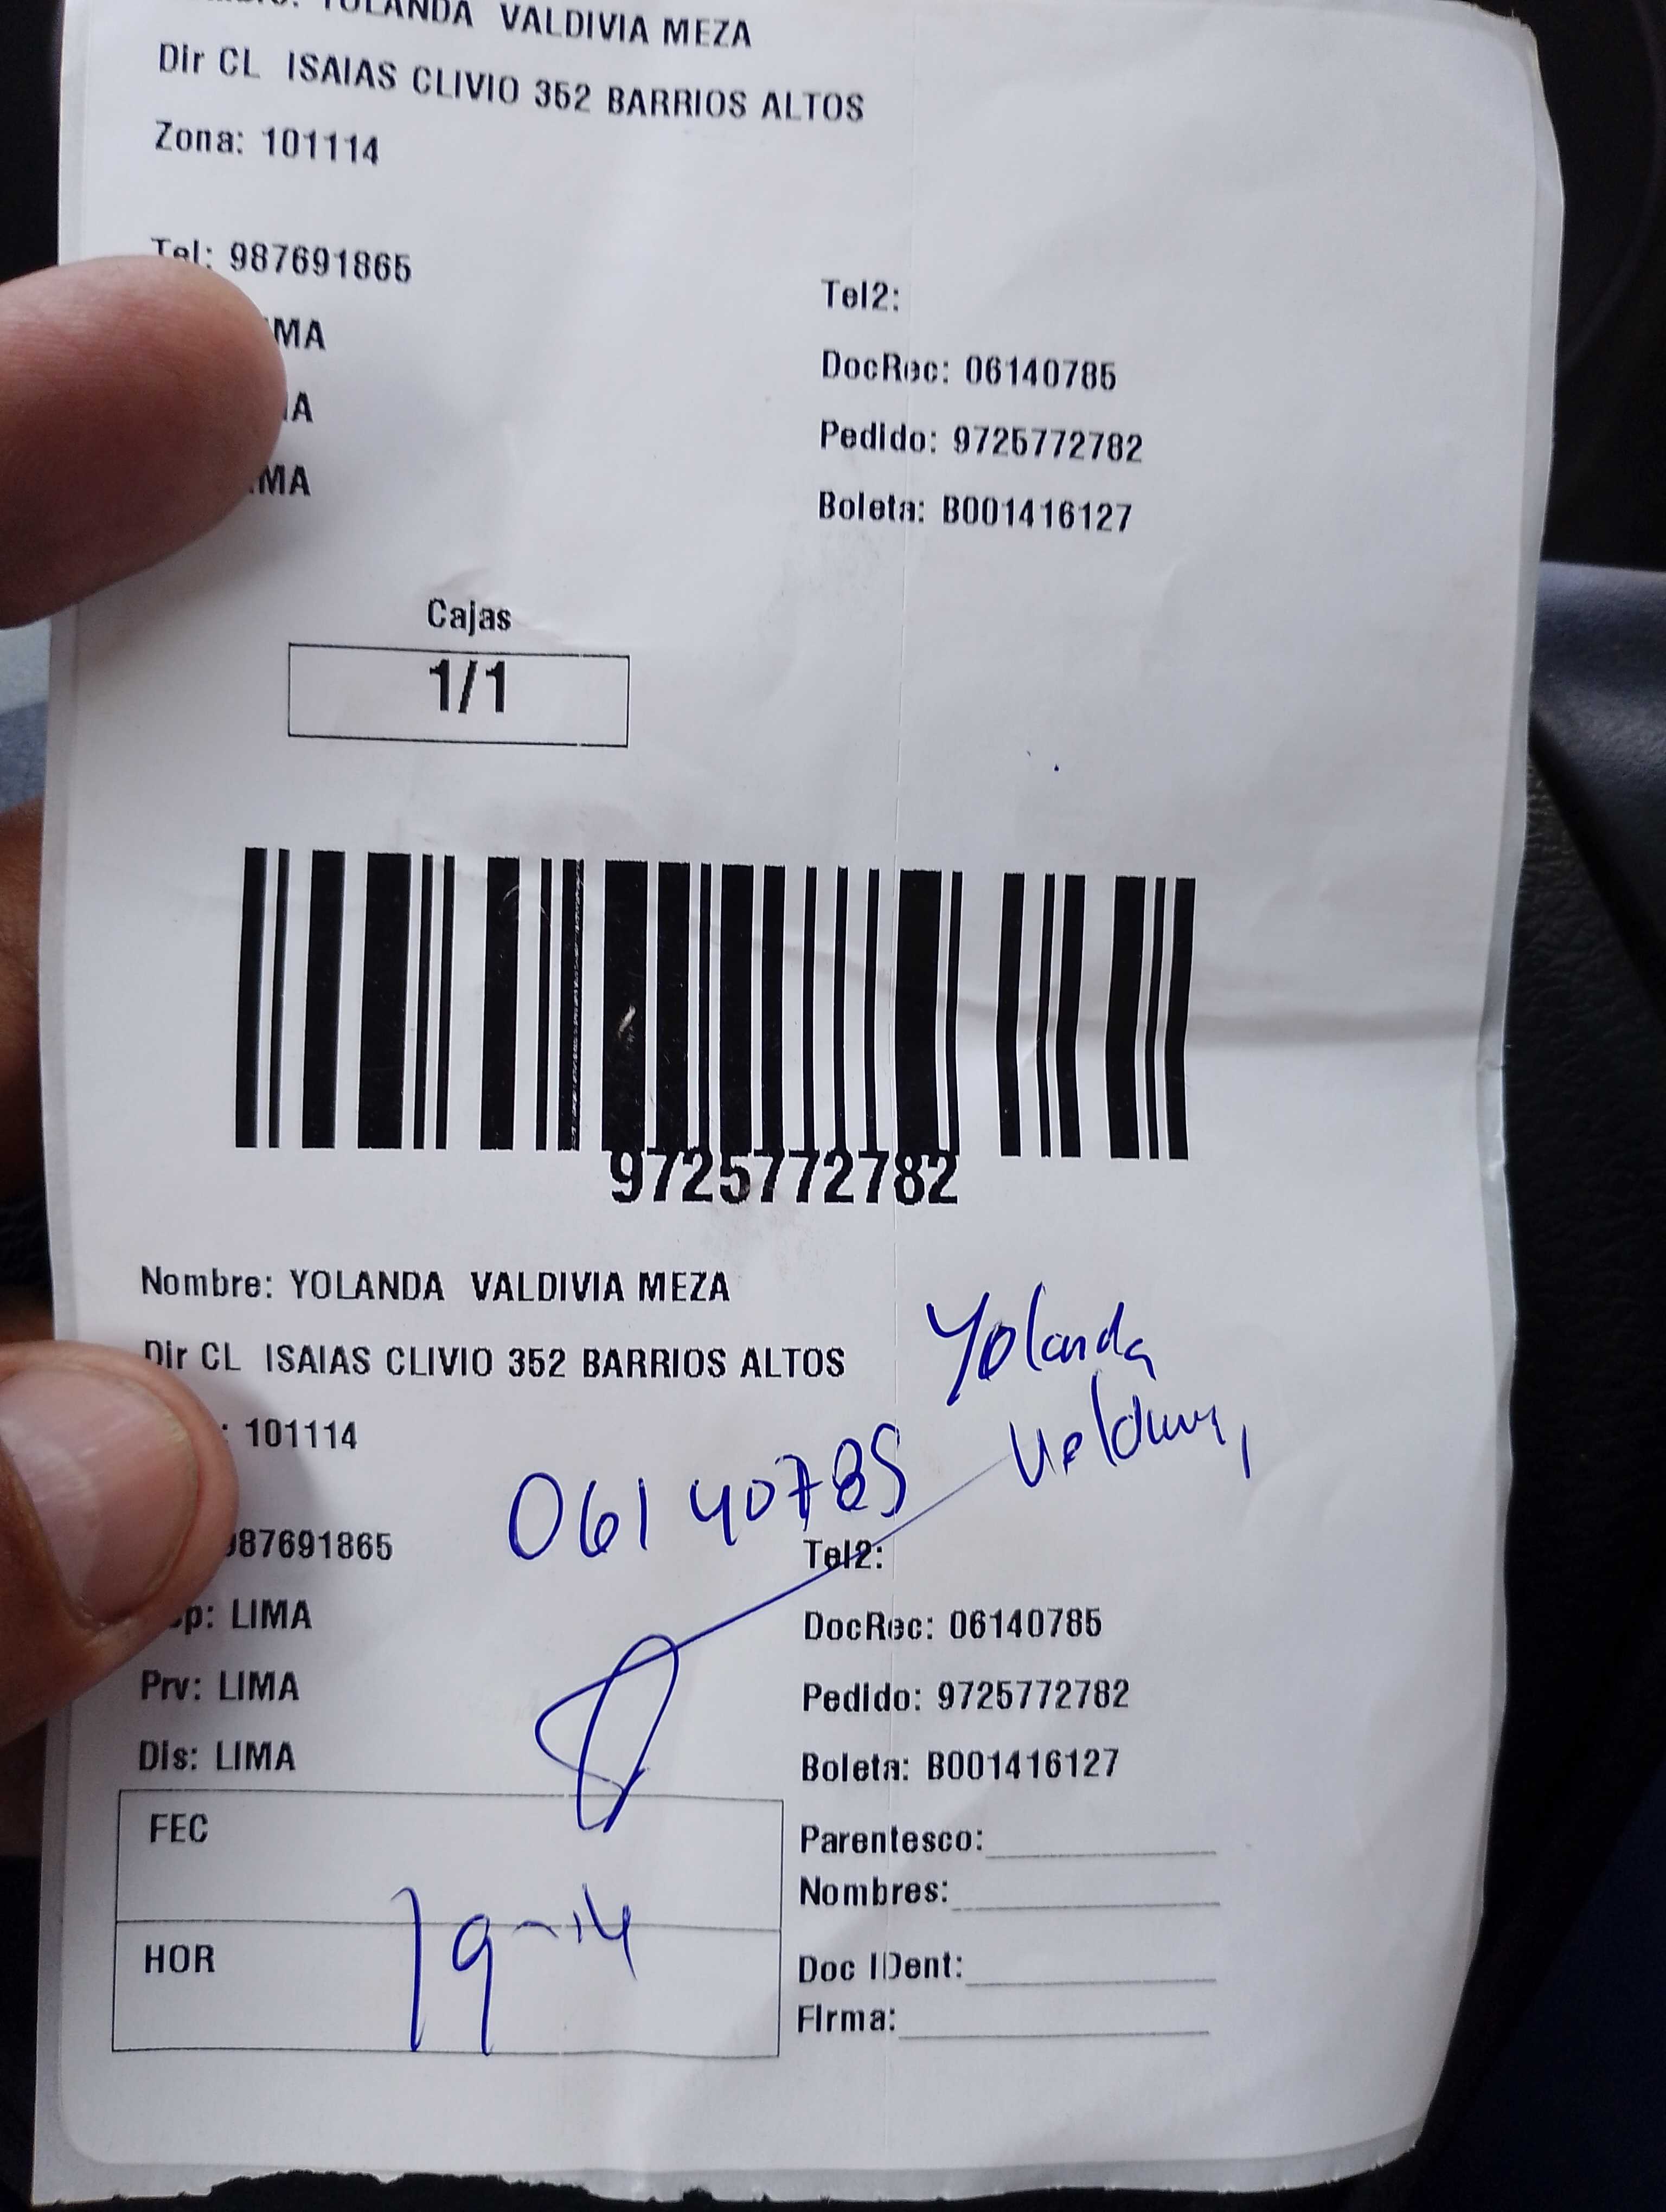 YOLANDA VALDIVIA MEZA
Dir CL ISAIAS CLIVIO 352 BARRIOS ALTOS
Zona: 101114
Tel: 987691865
Tel2:
MA
DocRec: 06140785
IA
Pedido: 9725772782
MA
Boleta: B001416127
Cajas
1/1
9725772782
Nombre: YOLANDA VALDIVIA MEZA
Yolanda
Dir CL ISAIAS CLIVIO 352 BARRIOS ALTOS
: 101114
06140785
987691865
Tel2:
p: LIMA
DocRec: 06140785
Prv: LIMA
Pedido: 9725772782
Dis: LIMA
Boleta: B001416127
FEC
Parentesco:
Nombres:
19-14
HOR
Doc IDent:
Firma: